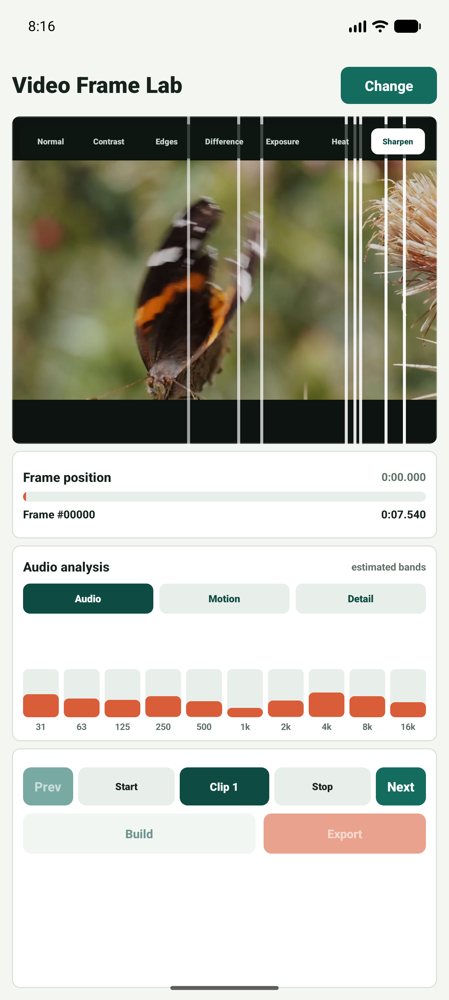 8:16
Video Frame Lab
Change
Normal Contrast Edges Difference Exposure Heat Sharpen
Frame position 0:00.000
Frame #00000 0:07.540
Audio analysis estimated bands
Audio Motion Detail
31 63 125 250 500 1k 2k 4k 8k 16k
Prev Start Clip 1 Stop Next
Build Export